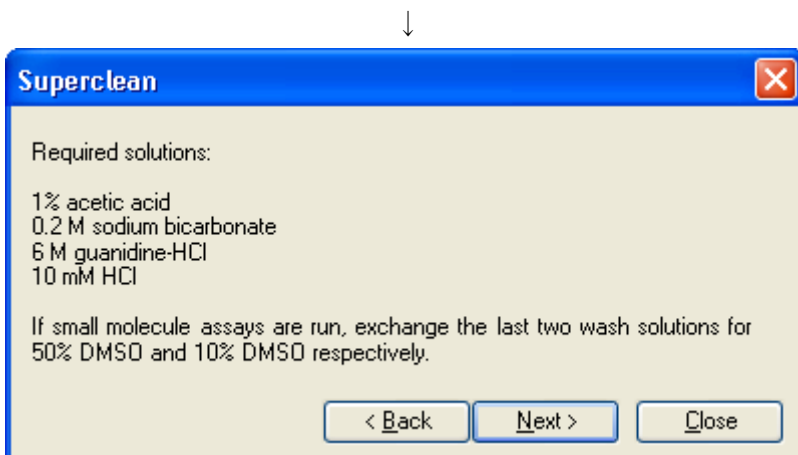 ↓
Superclean
Required solutions:
1% acetic acid
0.2 M sodium bicarbonate
6 M guanidine-HCl
10 mM HCl
If small molecule assays are run, exchange the last two wash solutions for
50% DMSO and 10% DMSO respectively.
< Back
Next >
Close